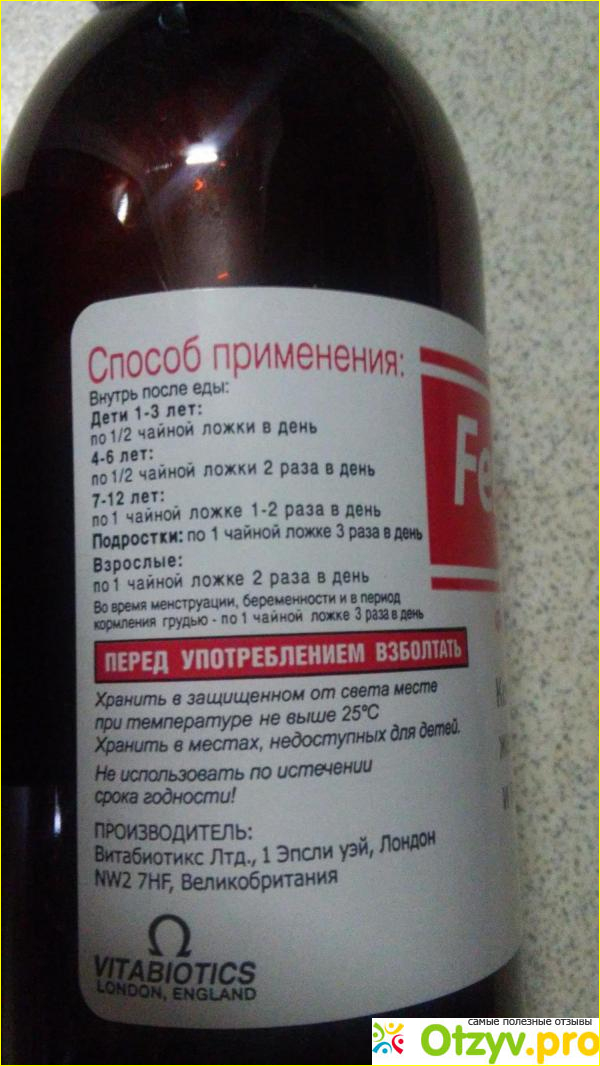 Способ применения:
Внутрь после еды:
Дети 1-3 лет:
по 1/2 чайной ложки в день
4-6 лет:
по 1/2 чайной ложки 2 раза в день
7-12 лет:
по 1 чайной ложке 1-2 раза в день
Подростки: по 1 чайной ложке 3 раза в день
Взрослые:
по 1 чайной ложке 2 раза в день
Во время менструации, беременности и в период
кормления грудью - по 1 чайной ложке 3 раза в день
ПЕРЕД УПОТРЕБЛЕНИЕМ ВЗБОЛТАТЬ
Хранить в защищенном от света месте
при температуре не выше 25°С
Хранить в местах, недоступных для детей.
Не использовать по истечении
срока годности!
ПРОИЗВОДИТЕЛЬ:
Витабиотикс Лтд., 1 Эпсли уэй, Лондон
NW2 7HF, Великобритания
VITABIOTICS
LONDON, ENGLAND
Fe
самые полезные отзывы
Otzyv.pro